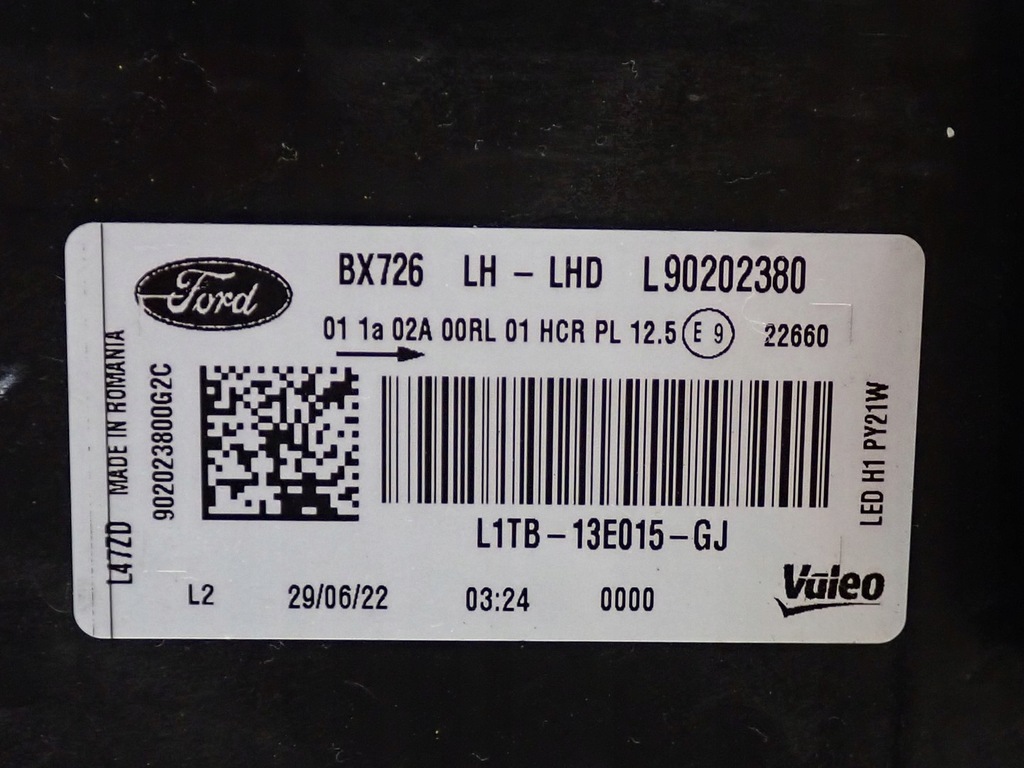 Ford
BX726 LH - LHD L90202380
01 1a 02A 00RL 01 HCR PL 12.5 E 9 22660
L47ZD MADE IN ROMANIA
902023800G2C
LED H1 PY21W
L1TB-13E015-GJ
L2 29/06/22 03:24 0000
Valeo